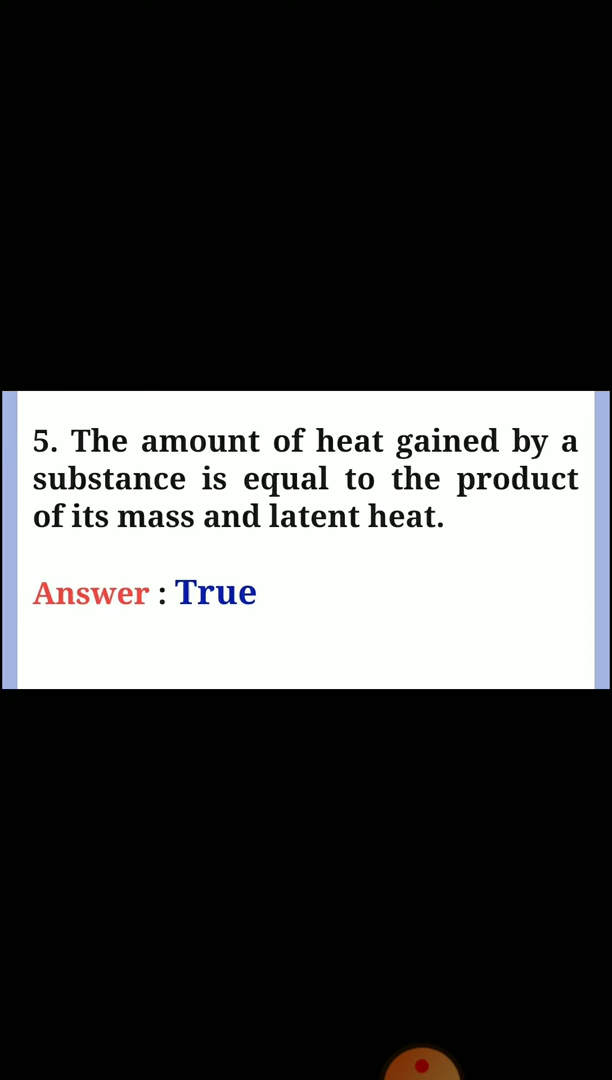 5. The amount of heat gained by a
substance is equal to the product
of its mass and latent heat.
Answer : True